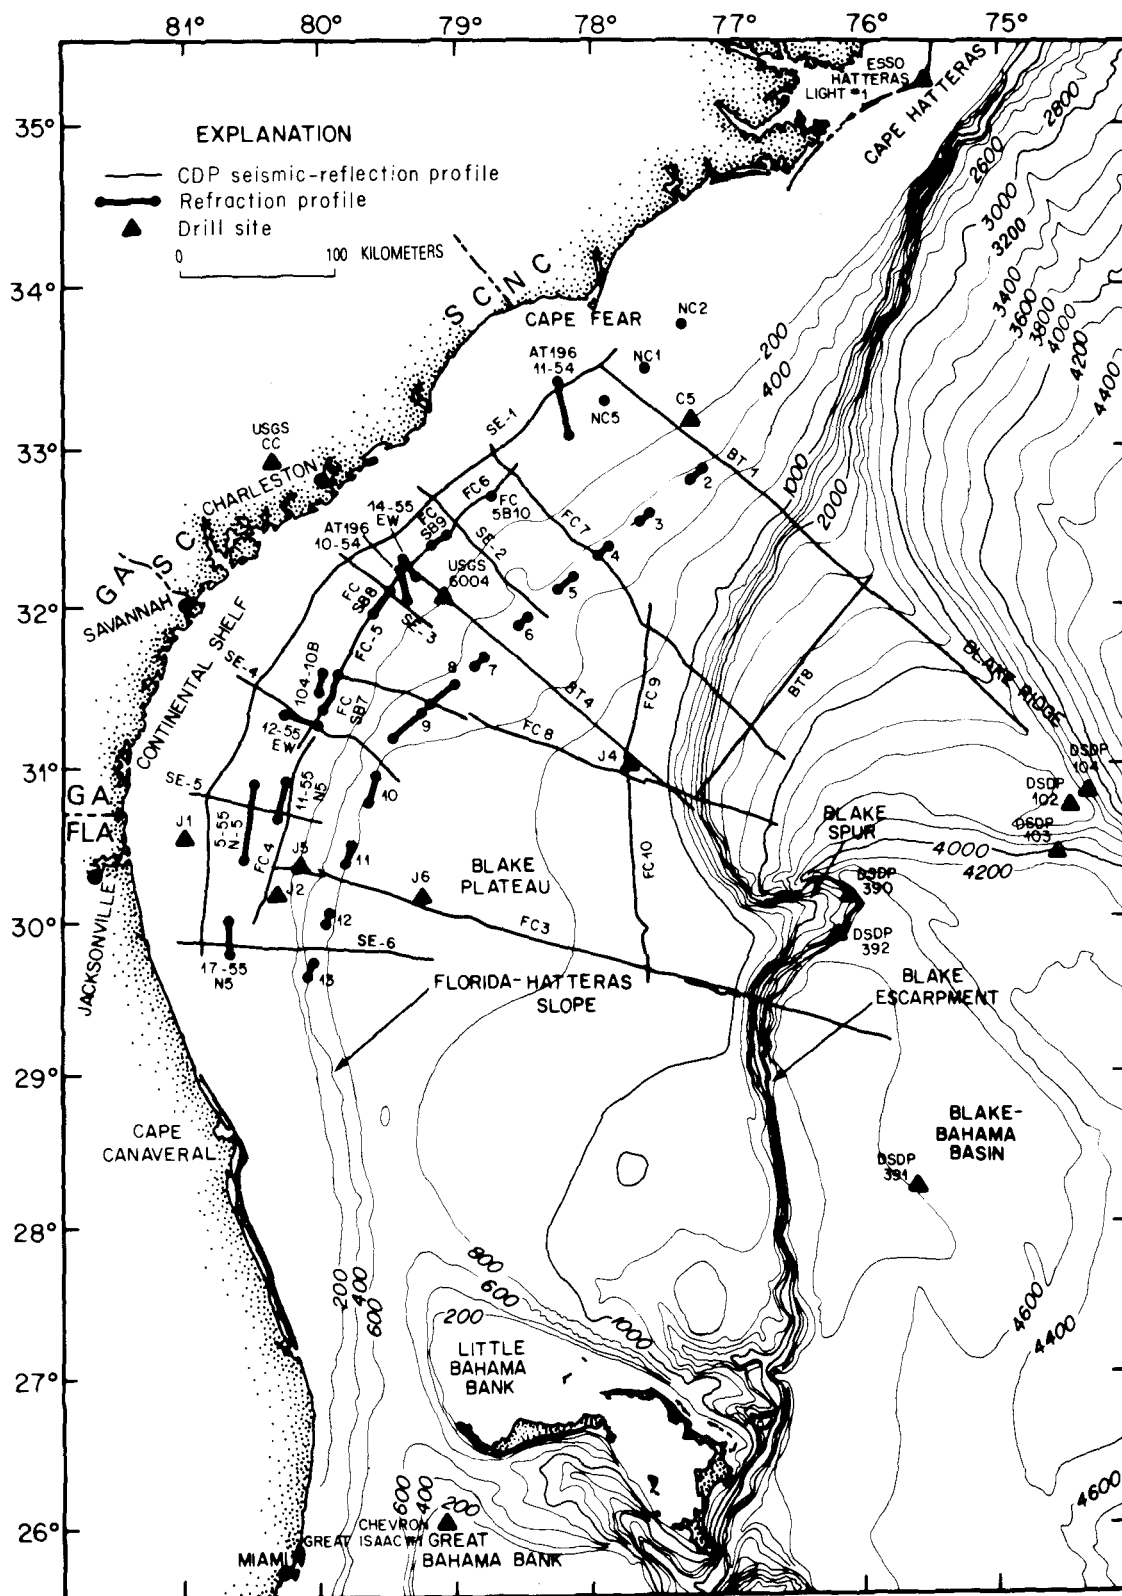 81° 80° 79° 78° 77° 76° 75°
35°
34°
33°
32°
31°
30°
29°
28°
27°
26°
EXPLANATION
CDP seismic-reflection profile
Refraction profile
Drill site
0 100 KILOMETERS
ESSO
HATTERAS
LIGHT #1
CAPE HATTERAS
2800
2600
3000
3200
3400
3600
3800
4000
4200
4400
SC NC
CAPE FEAR
NC2
NC1
NC5
AT196
11-54
200
400
C5
SE-1
BT 1
1000
2000
USGS
CC
CHARLESTON
14-55
EW
AT196
10-54
FC
SB9
FC6
FC
SB10
SE-2
FC7
2
3
4
5
6
7
8
9
10
11
12
13
USGS
6004
GA SC
SAVANNAH
CONTINENTAL SHELF
FC
SB8
SE-3
FC-5
SE-4
104-10B
FC
SB7
12-55
EW
BT4
FC9
BT8
BLAKE RIDGE
FC8
J4
DSDP
104
DSDP
102
DSDP
103
GA
FLA
SE-5
J1
5-55
N-5
11-55
N5
FC4
J5
J2
J6
BLAKE
PLATEAU
FC10
BLAKE
SPUR
4000
4200
DSDP
390
DSDP
392
FC3
SE-6
17-55
N5
JACKSONVILLE
FLORIDA-HATTERAS
SLOPE
BLAKE
ESCARPMENT
CAPE
CANAVERAL
BLAKE-
BAHAMA
BASIN
DSDP
391
200
400
600
800
600
200
1000
LITTLE
BAHAMA
BANK
4600
4400
4600
600
400
200
CHEVRON
GREAT ISAAC #1
GREAT
BAHAMA BANK
MIAMI